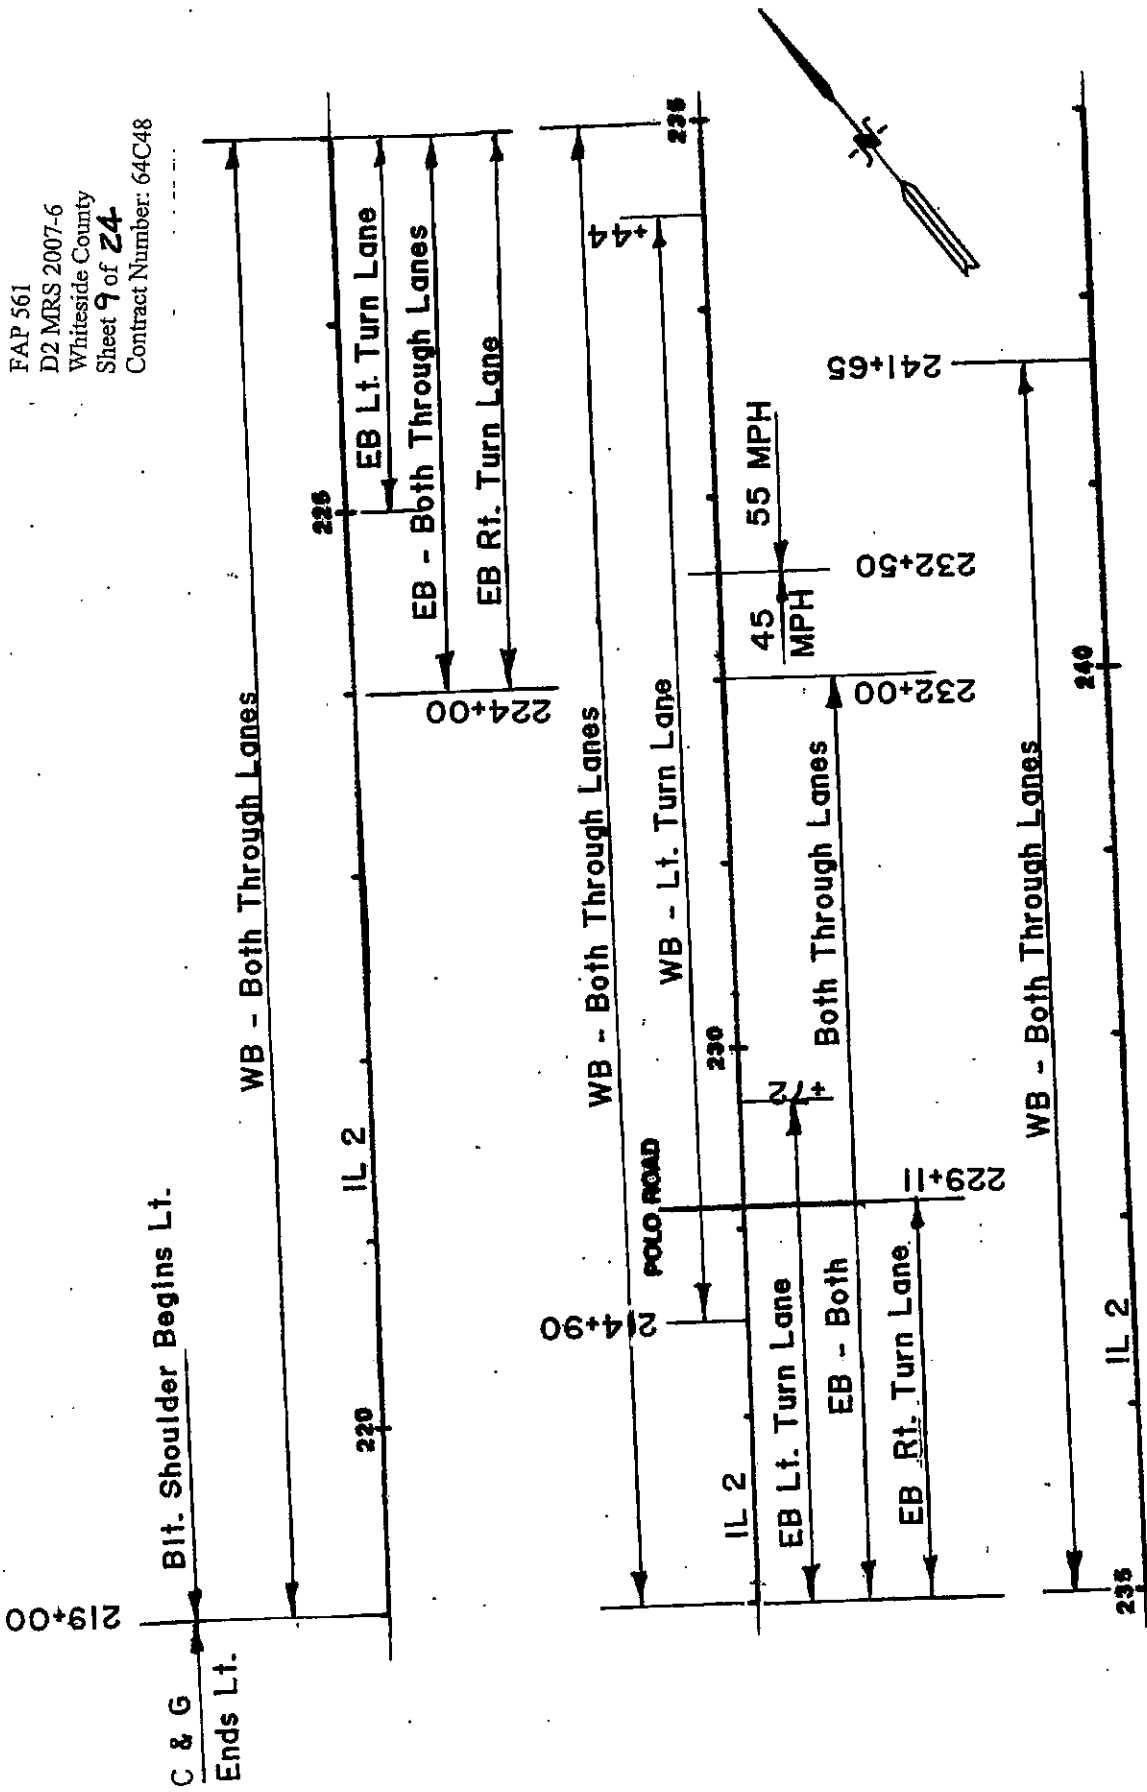 FAP 561
D2 MRS 2007-6
Whiteside County
Sheet 9 of 24
Contract Number: 64C48
219+00
C & G
Ends Lt.
Bit. Shoulder Begins Lt.
WB - Both Through Lanes
220
IL 2
225
EB Lt. Turn Lane
EB - Both Through Lanes
EB Rt. Turn Lane
224+00
WB - Both Through Lanes
WB - Lt. Turn Lane
+44
235
214+90
POLO ROAD
230
IL 2
EB Lt. Turn Lane
+72
EB - Both
Both Through Lanes
EB Rt. Turn Lane
229+11
232+00
45
MPH
55 MPH
232+50
WB - Both Through Lanes
241+65
235
IL 2
240